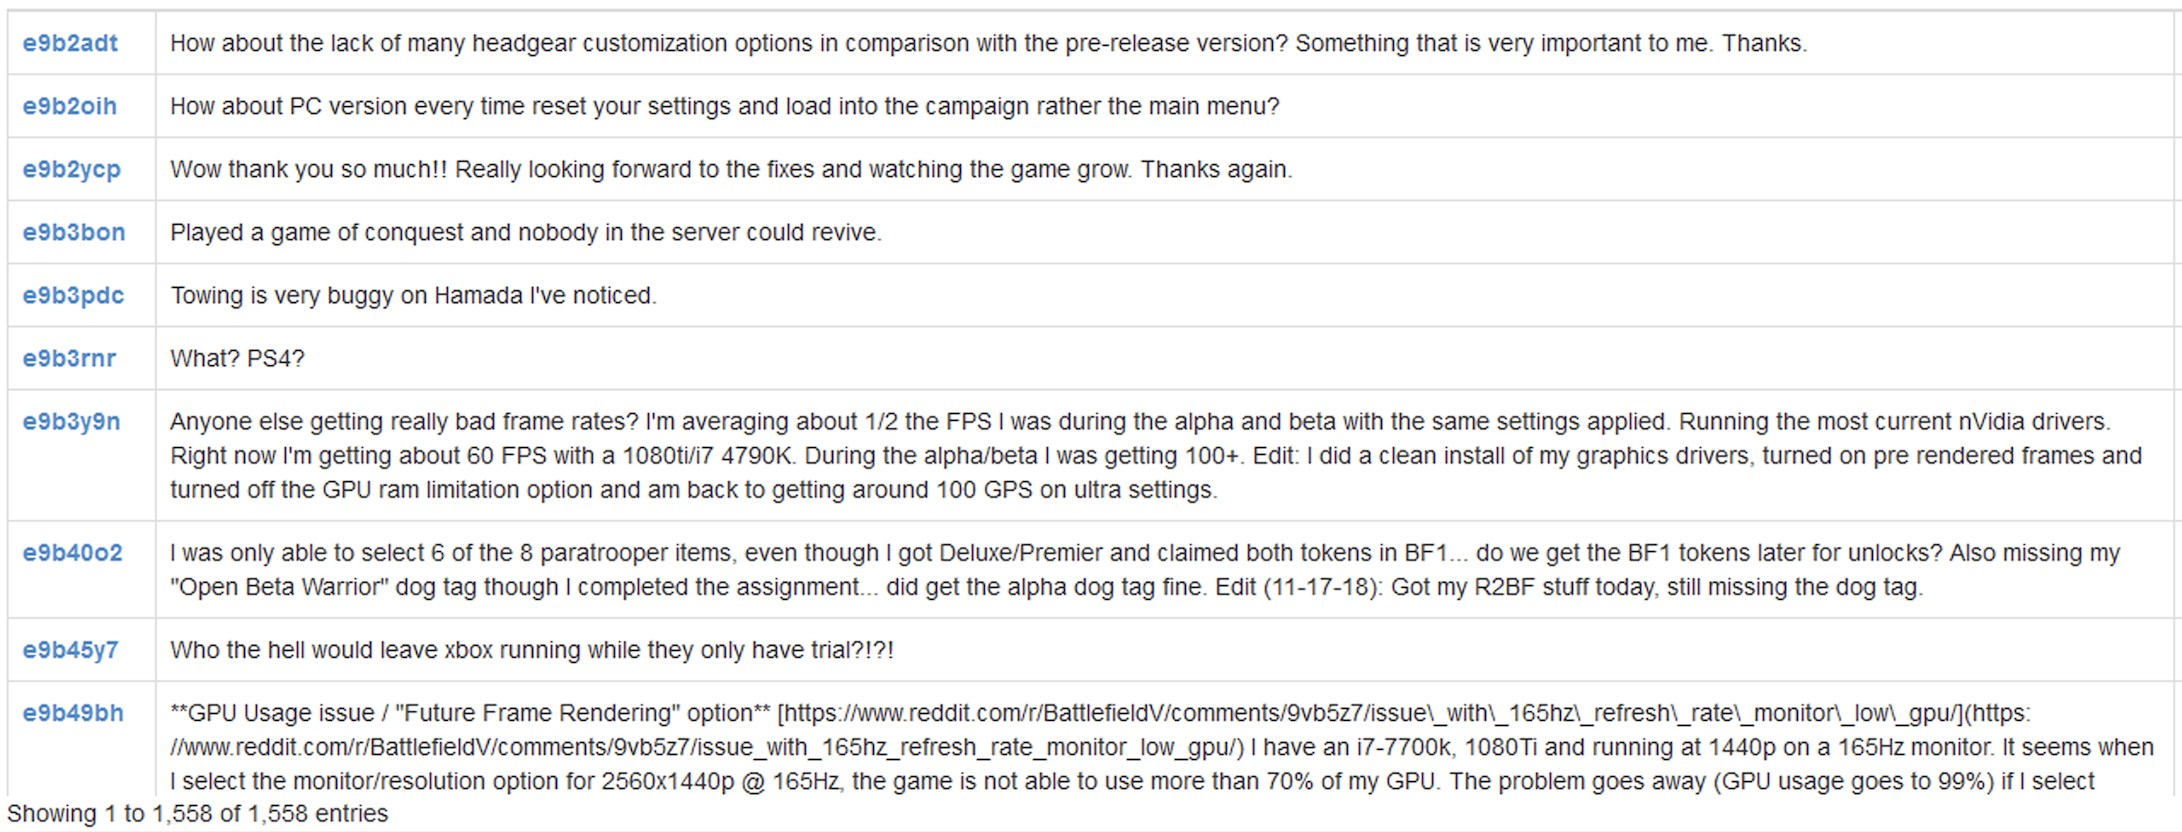 e9b2adt How about the lack of many headgear customization options in comparison with the pre-release version? Something that is very important to me. Thanks.
e9b2oih How about PC version every time reset your settings and load into the campaign rather the main menu?
e9b2ycp Wow thank you so much!! Really looking forward to the fixes and watching the game grow. Thanks again.
e9b3bon Played a game of conquest and nobody in the server could revive.
e9b3pdc Towing is very buggy on Hamada I've noticed.
e9b3rnr What? PS4?
e9b3y9n Anyone else getting really bad frame rates? I'm averaging about 1/2 the FPS I was during the alpha and beta with the same settings applied. Running the most current nVidia drivers.
Right now I'm getting about 60 FPS with a 1080ti/i7 4790K. During the alpha/beta I was getting 100+. Edit: I did a clean install of my graphics drivers, turned on pre rendered frames and
turned off the GPU ram limitation option and am back to getting around 100 GPS on ultra settings.
e9b40o2 I was only able to select 6 of the 8 paratrooper items, even though I got Deluxe/Premier and claimed both tokens in BF1... do we get the BF1 tokens later for unlocks? Also missing my
"Open Beta Warrior" dog tag though I completed the assignment... did get the alpha dog tag fine. Edit (11-17-18): Got my R2BF stuff today, still missing the dog tag.
e9b45y7 Who the hell would leave xbox running while they only have trial?!?!
e9b49bh **GPU Usage issue / "Future Frame Rendering" option** [https://www.reddit.com/r/BattlefieldV/comments/9vb5z7/issue\_with\_165hz\_refresh\_rate\_monitor\_low\_gpu/](https:
//www.reddit.com/r/BattlefieldV/comments/9vb5z7/issue_with_165hz_refresh_rate_monitor_low_gpu/) I have an i7-7700k, 1080Ti and running at 1440p on a 165Hz monitor. It seems when
I select the monitor/resolution option for 2560x1440p @ 165Hz, the game is not able to use more than 70% of my GPU. The problem goes away (GPU usage goes to 99%) if I select
Showing 1 to 1,558 of 1,558 entries